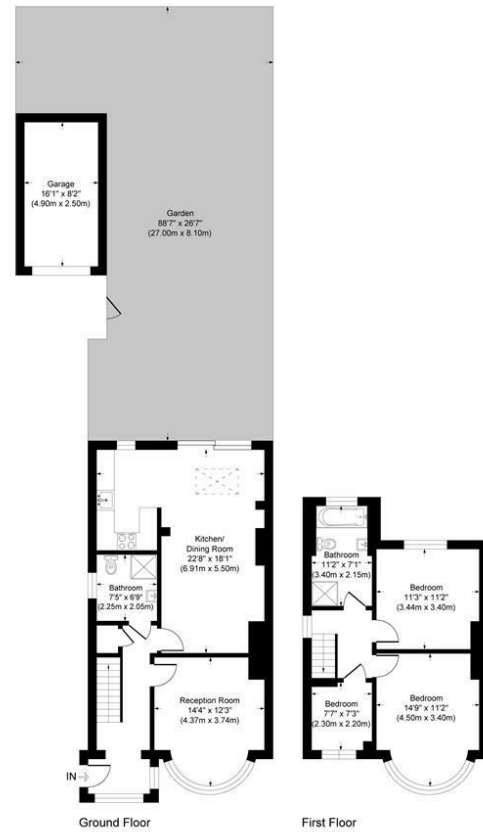 Garage
16'1" x 8'2"
(4.90m x 2.50m)
Garden
88'7" x 26'7"
(27.00m x 8.10m)
Kitchen/
Dining Room
22'8" x 18'1"
(6.91m x 5.50m)
Bathroom
7'5" x 6'9"
(2.25m x 2.05m)
Reception Room
14'4" x 12'3"
(4.37m x 3.74m)
IN
Ground Floor
Bathroom
11'2" x 7'1"
(3.40m x 2.15m)
Bedroom
11'3" x 11'2"
(3.44m x 3.40m)
Bedroom
7'7" x 7'3"
(2.30m x 2.20m)
Bedroom
14'9" x 11'2"
(4.50m x 3.40m)
First Floor